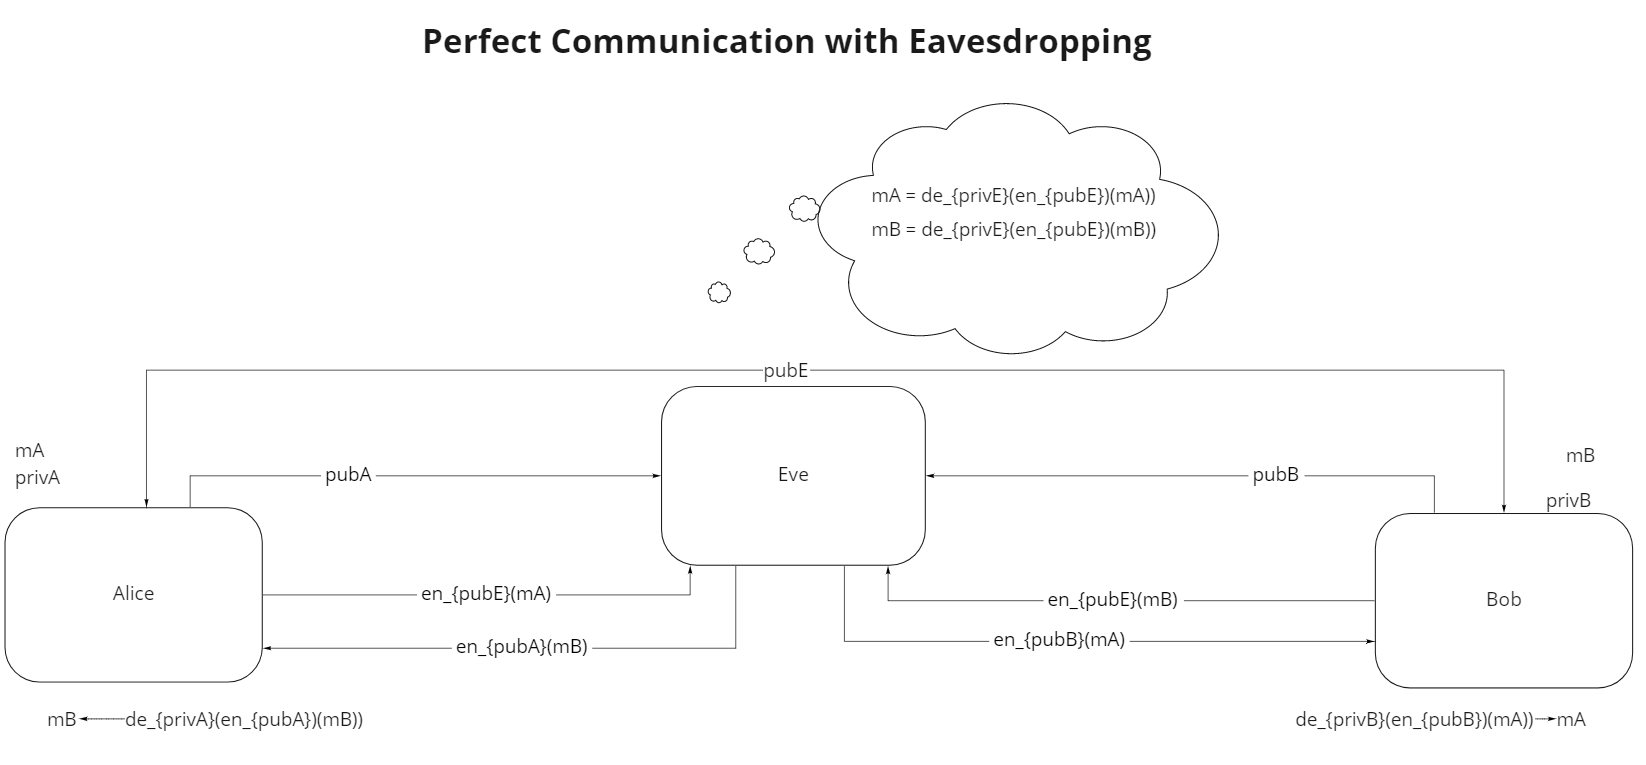 Perfect Communication with Eavesdropping
mA = de_{privE}(en_{pubE})(mA))
mB = de_{privE}(en_{pubE})(mB))
pubE
mA
privA
pubA
Eve
pubB
mB
privB
Alice
en_{pubE}(mA)
en_{pubA}(mB)
en_{pubE}(mB)
en_{pubB}(mA)
Bob
mB
de_{privA}(en_{pubA})(mB))
de_{privB}(en_{pubB})(mA))
mA